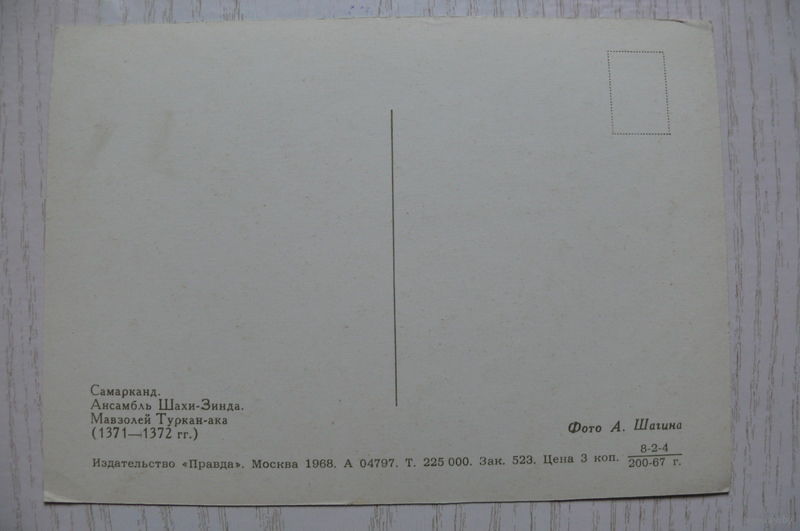 Самарканд.
Ансамбль Шахи-Зинда.
Мавзолей Туркан-ака
(1371—1372 гг.)
Фото А. Шагина
Издательство «Правда». Москва 1968. А 04797. Т. 225 000. Зак. 523. Цена 3 коп. 8-2-4
200-67 г.